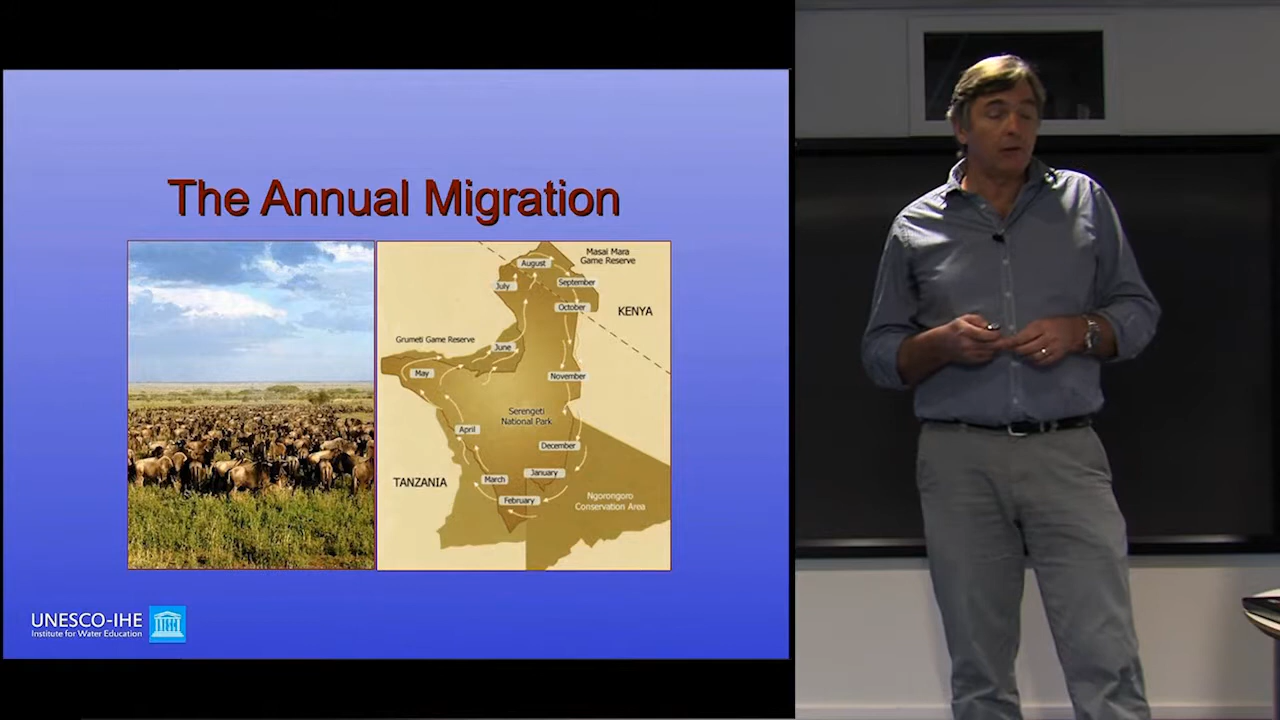 The Annual Migration
Masai Mara
Game Reserve
August
July
September
October
KENYA
Grumeti Game Reserve
June
May
November
Serengeti
National Park
April
December
TANZANIA
March
January
February
Ngorongoro
Conservation Area
UNESCO-IHE
Institute for Water Education